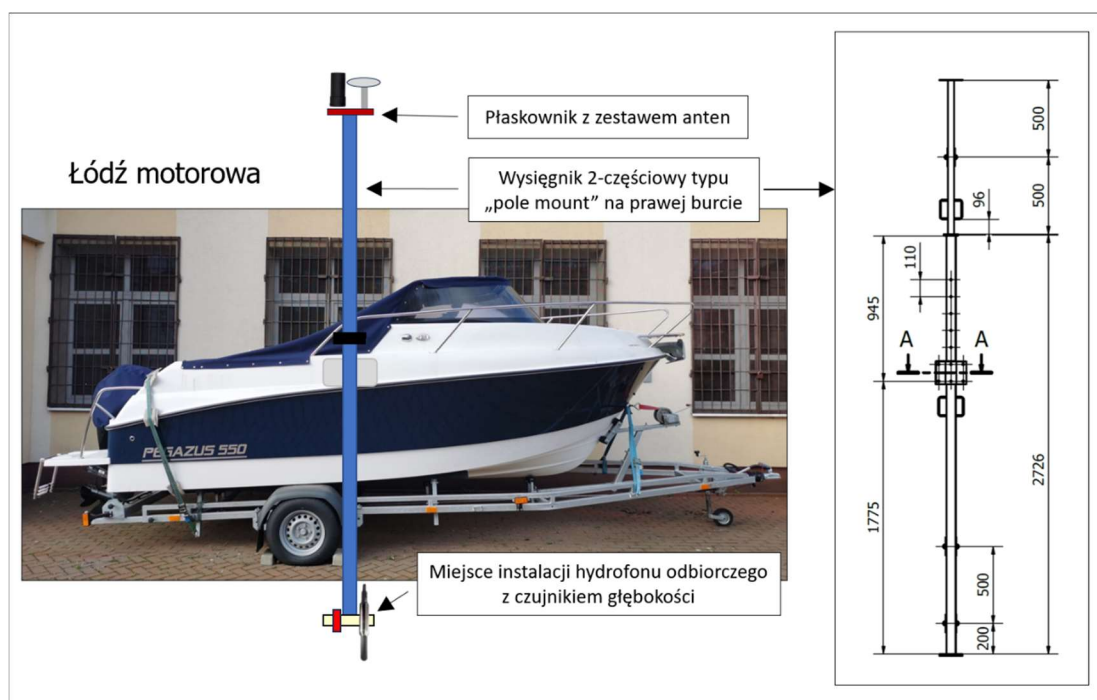 Płaskownik z zestawem anten
Łódź motorowa
Wysięgnik 2-częściowy typu
„pole mount” na prawej burcie
PEGAZUS 550
Miejsce instalacji hydrofonu odbiorczego
z czujnikiem głębokości
500
500
96
110
945
A A
2726
1775
500
200